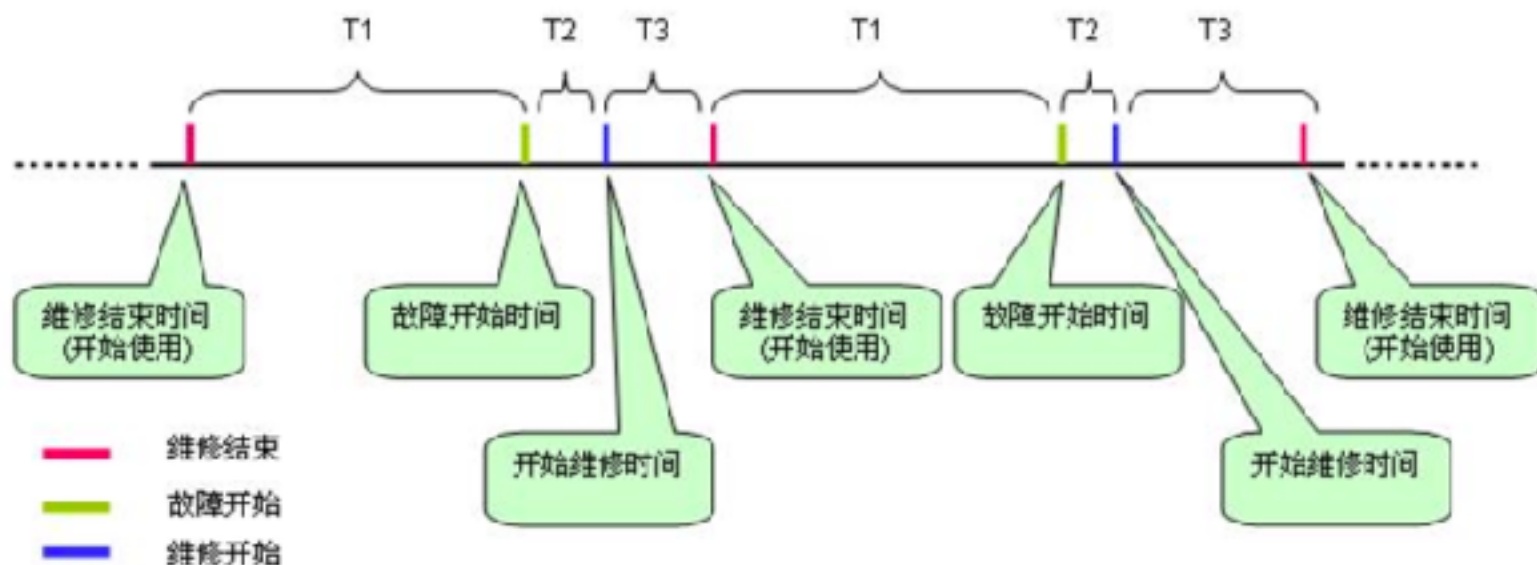 T1
T2
T3
T1
T2
T3
维修结束时间
(开始使用)
故障开始时间
维修结束时间
(开始使用)
故障开始时间
维修结束时间
(开始使用)
开始维修时间
开始维修时间
维修结束
故障开始
维修开始